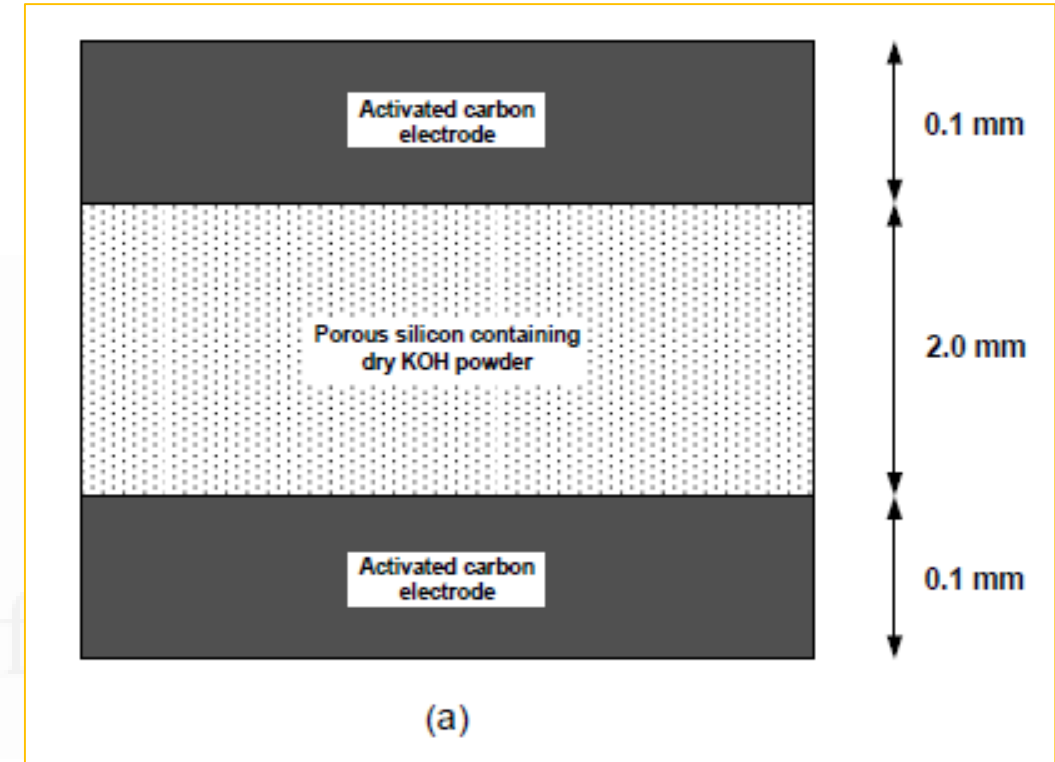 Activated carbon
electrode
0.1 mm
Porous silicon containing
dry KOH powder
2.0 mm
Activated carbon
electrode
0.1 mm
(a)